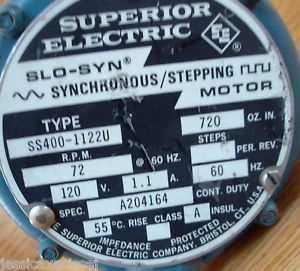 SUPERIOR
ELECTRIC SE
SLO-SYN®
SYNCHRONOUS/STEPPING
MOTOR
TYPE 720 OZ. IN.
SS400-1122U STEPS
R.P.M. PER. REV.
72 @ 60 HZ. 60
120 V. 1.1 A. HZ.
SPEC. A204164 CONT. DUTY
55 °C. RISE CLASS A INSUL.
IMPEDANCE PROTECTED
THE SUPERIOR ELECTRIC COMPANY, BRISTOL, CT. U.S.A.